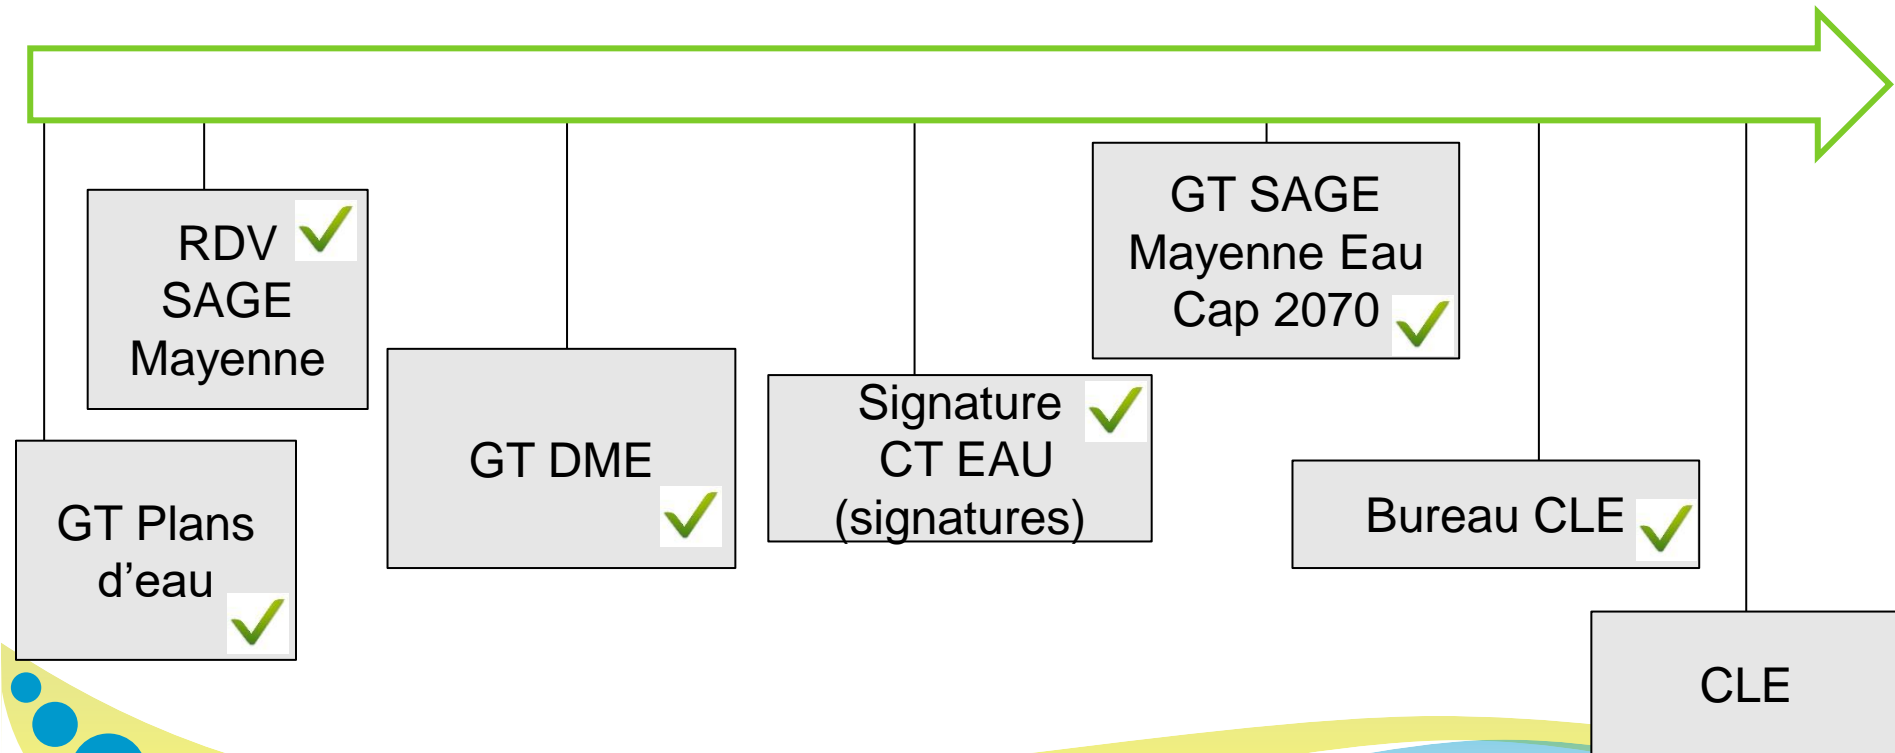 GT Plans
d’eau
RDV
SAGE
Mayenne
GT DME
Signature
CT EAU
(signatures)
GT SAGE
Mayenne Eau
Cap 2070
Bureau CLE
CLE